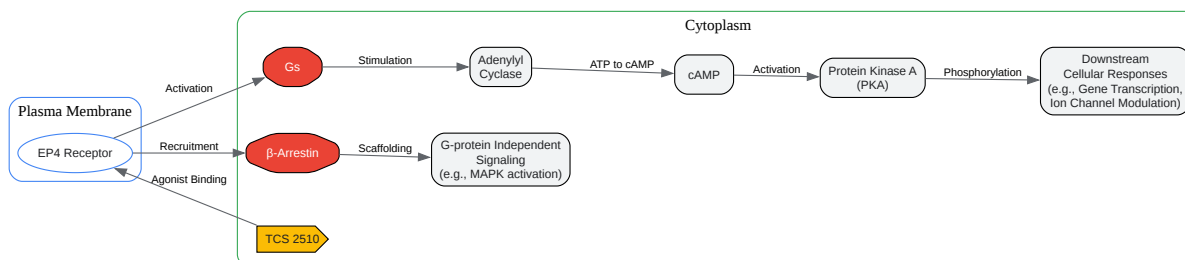 Cytoplasm
Gs
Stimulation
Adenylyl
Cyclase
ATP to cAMP
cAMP
Activation
Protein Kinase A
(PKA)
Phosphorylation
Downstream
Cellular Responses
(e.g., Gene Transcription,
Ion Channel Modulation)
Activation
Plasma Membrane
EP4 Receptor
Recruitment
β-Arrestin
Scaffolding
G-protein Independent
Signaling
(e.g., MAPK activation)
Agonist Binding
TCS 2510